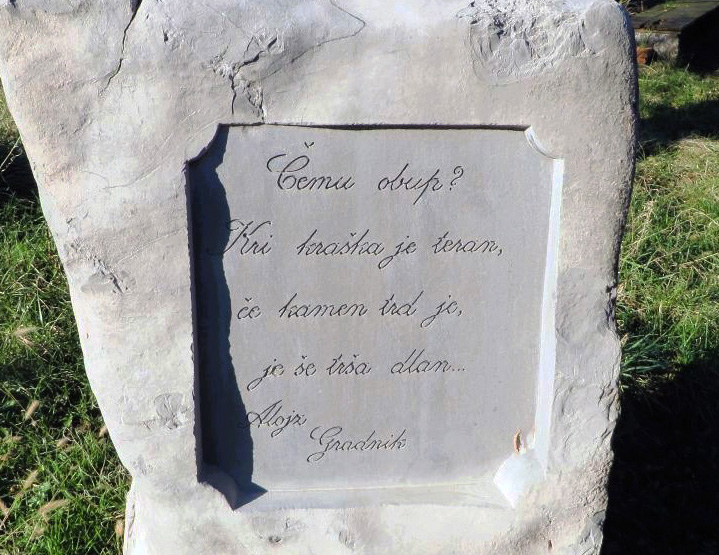 Čemu obup?
Kri kraška je teran,
če kamen trd je,
je še trša dlan...
Alojz
Gradnik